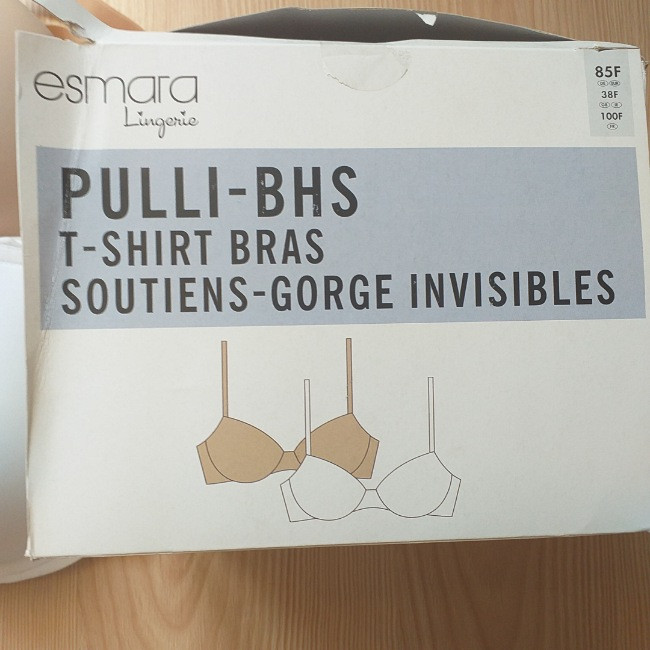 esmara
Lingerie
85F
38F
100F
PULLI-BHS
T-SHIRT BRAS
SOUTIENS-GORGE INVISIBLES